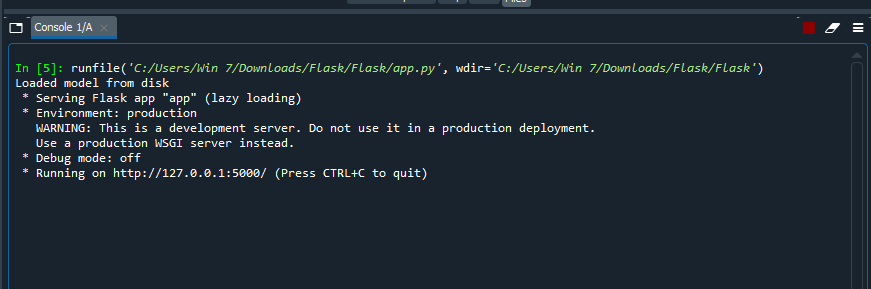 Files
Console 1/A
In [5]: runfile('C:/Users/Win 7/Downloads/Flask/Flask/app.py', wdir='C:/Users/Win 7/Downloads/Flask/Flask')
Loaded model from disk
 * Serving Flask app "app" (lazy loading)
 * Environment: production
   WARNING: This is a development server. Do not use it in a production deployment.
   Use a production WSGI server instead.
 * Debug mode: off
 * Running on http://127.0.0.1:5000/ (Press CTRL+C to quit)